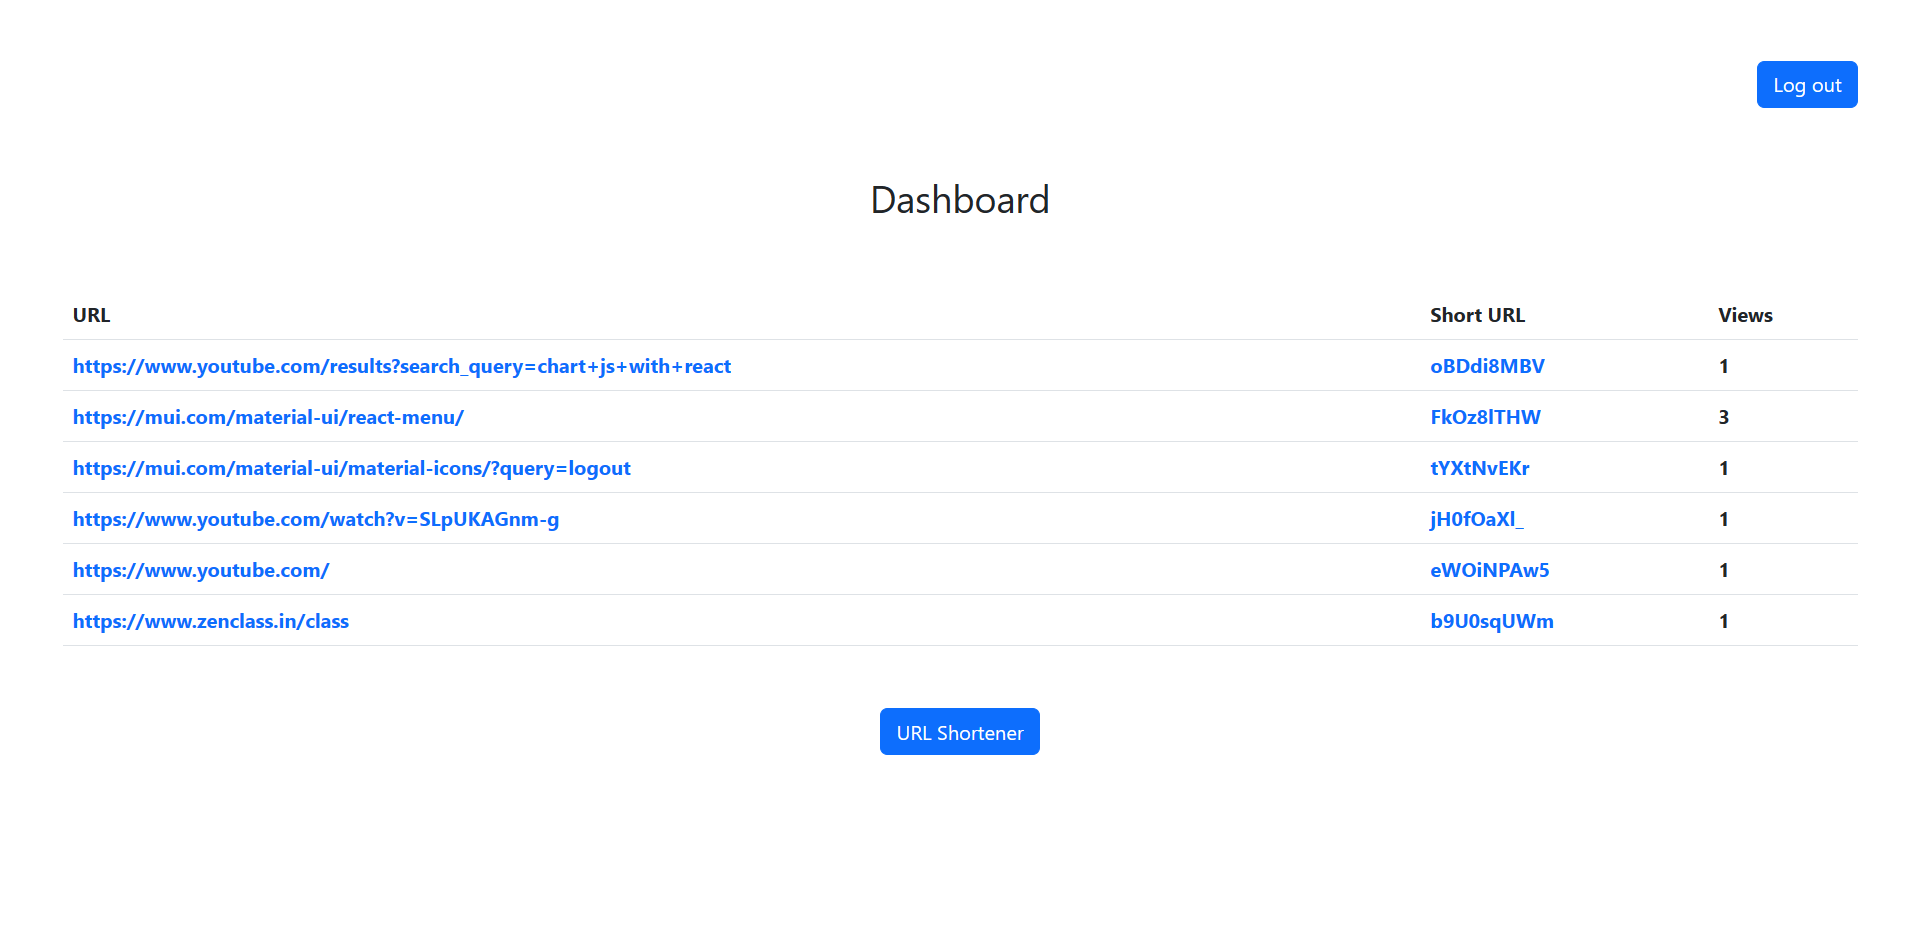 Log out
Dashboard
URL Short URL Views
https://www.youtube.com/results?search_query=chart+js+with+react oBDdi8MBV 1
https://mui.com/material-ui/react-menu/ FkOz8lTHW 3
https://mui.com/material-ui/material-icons/?query=logout tYXtNvEKr 1
https://www.youtube.com/watch?v=SLpUKAGnm-g jH0fOaXl_ 1
https://www.youtube.com/ eWOiNPAw5 1
https://www.zenclass.in/class b9U0sqUWm 1
URL Shortener